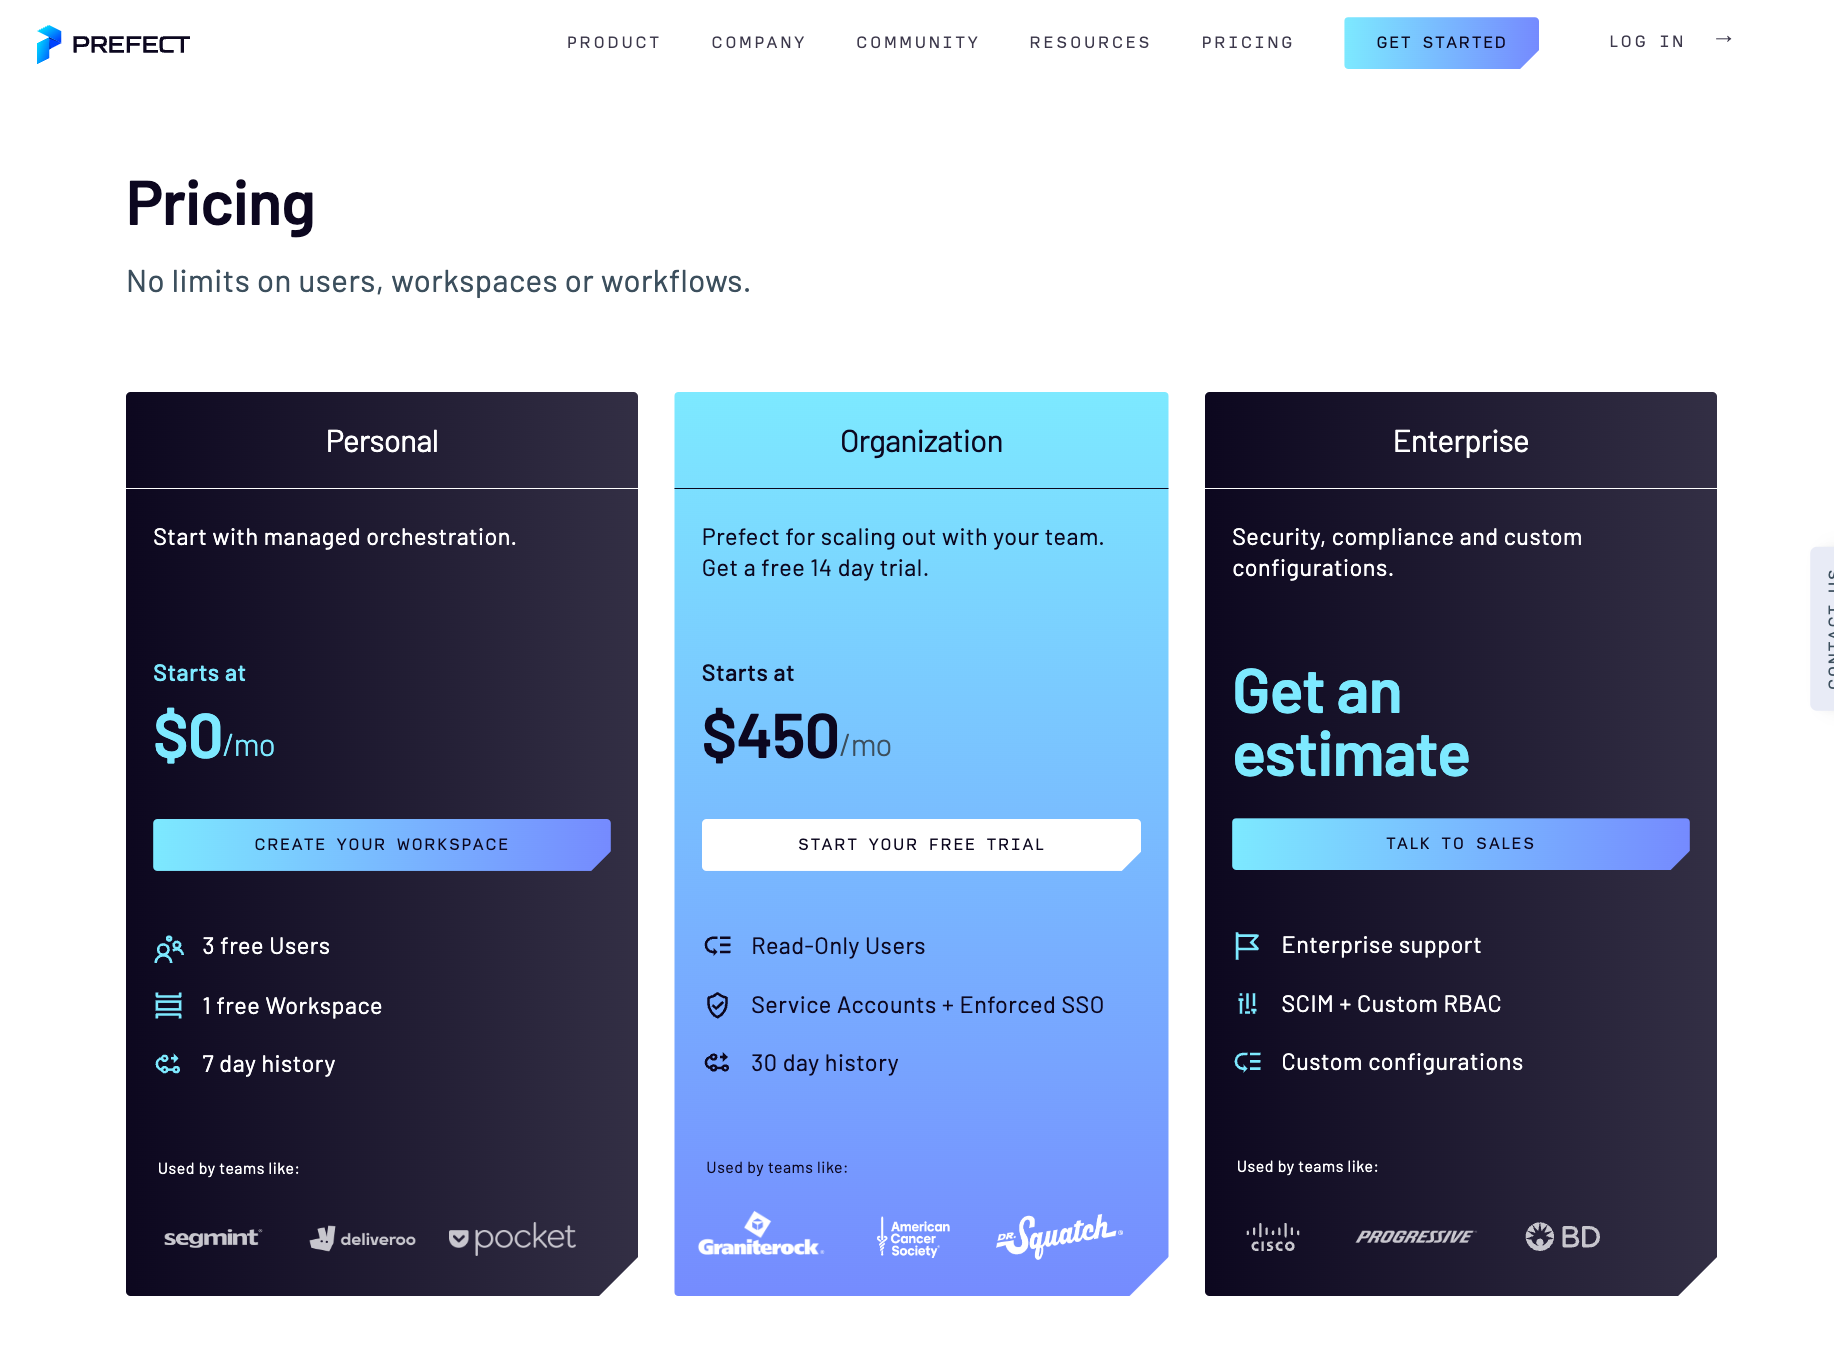 PREFECT
PRODUCT
COMPANY
COMMUNITY
RESOURCES
PRICING
GET STARTED
LOG IN →
Pricing
No limits on users, workspaces or workflows.
Personal
Start with managed orchestration.
Starts at
$0/mo
CREATE YOUR WORKSPACE
3 free Users
1 free Workspace
7 day history
Used by teams like:
segmint
deliveroo
pocket
Organization
Prefect for scaling out with your team.
Get a free 14 day trial.
Starts at
$450/mo
START YOUR FREE TRIAL
Read-Only Users
Service Accounts + Enforced SSO
30 day history
Used by teams like:
Graniterock
American
Cancer
Society
DR. Squatch
Enterprise
Security, compliance and custom
configurations.
Get an
estimate
TALK TO SALES
Enterprise support
SCIM + Custom RBAC
Custom configurations
Used by teams like:
CISCO
PROGRESSIVE
BD
CONTACT US